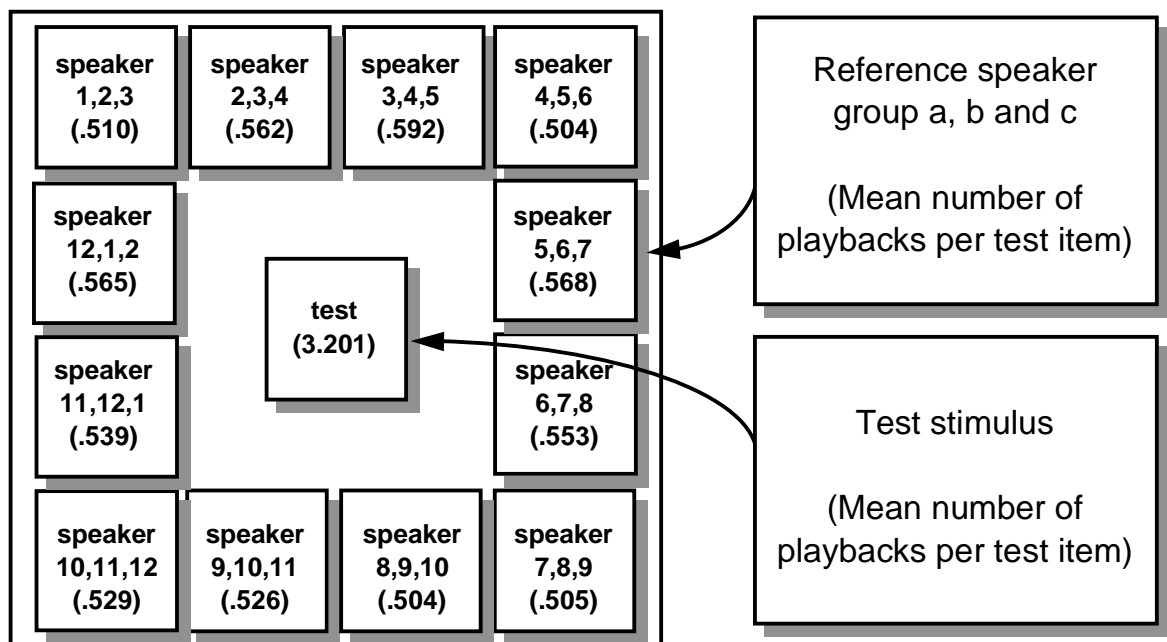 speaker
1,2,3
(.510)
speaker
2,3,4
(.562)
speaker
3,4,5
(.592)
speaker
4,5,6
(.504)
speaker
12,1,2
(.565)
speaker
5,6,7
(.568)
test
(3.201)
speaker
11,12,1
(.539)
speaker
6,7,8
(.553)
speaker
10,11,12
(.529)
speaker
9,10,11
(.526)
speaker
8,9,10
(.504)
speaker
7,8,9
(.505)
Reference speaker
group a, b and c
(Mean number of
playbacks per test item)
Test stimulus
(Mean number of
playbacks per test item)